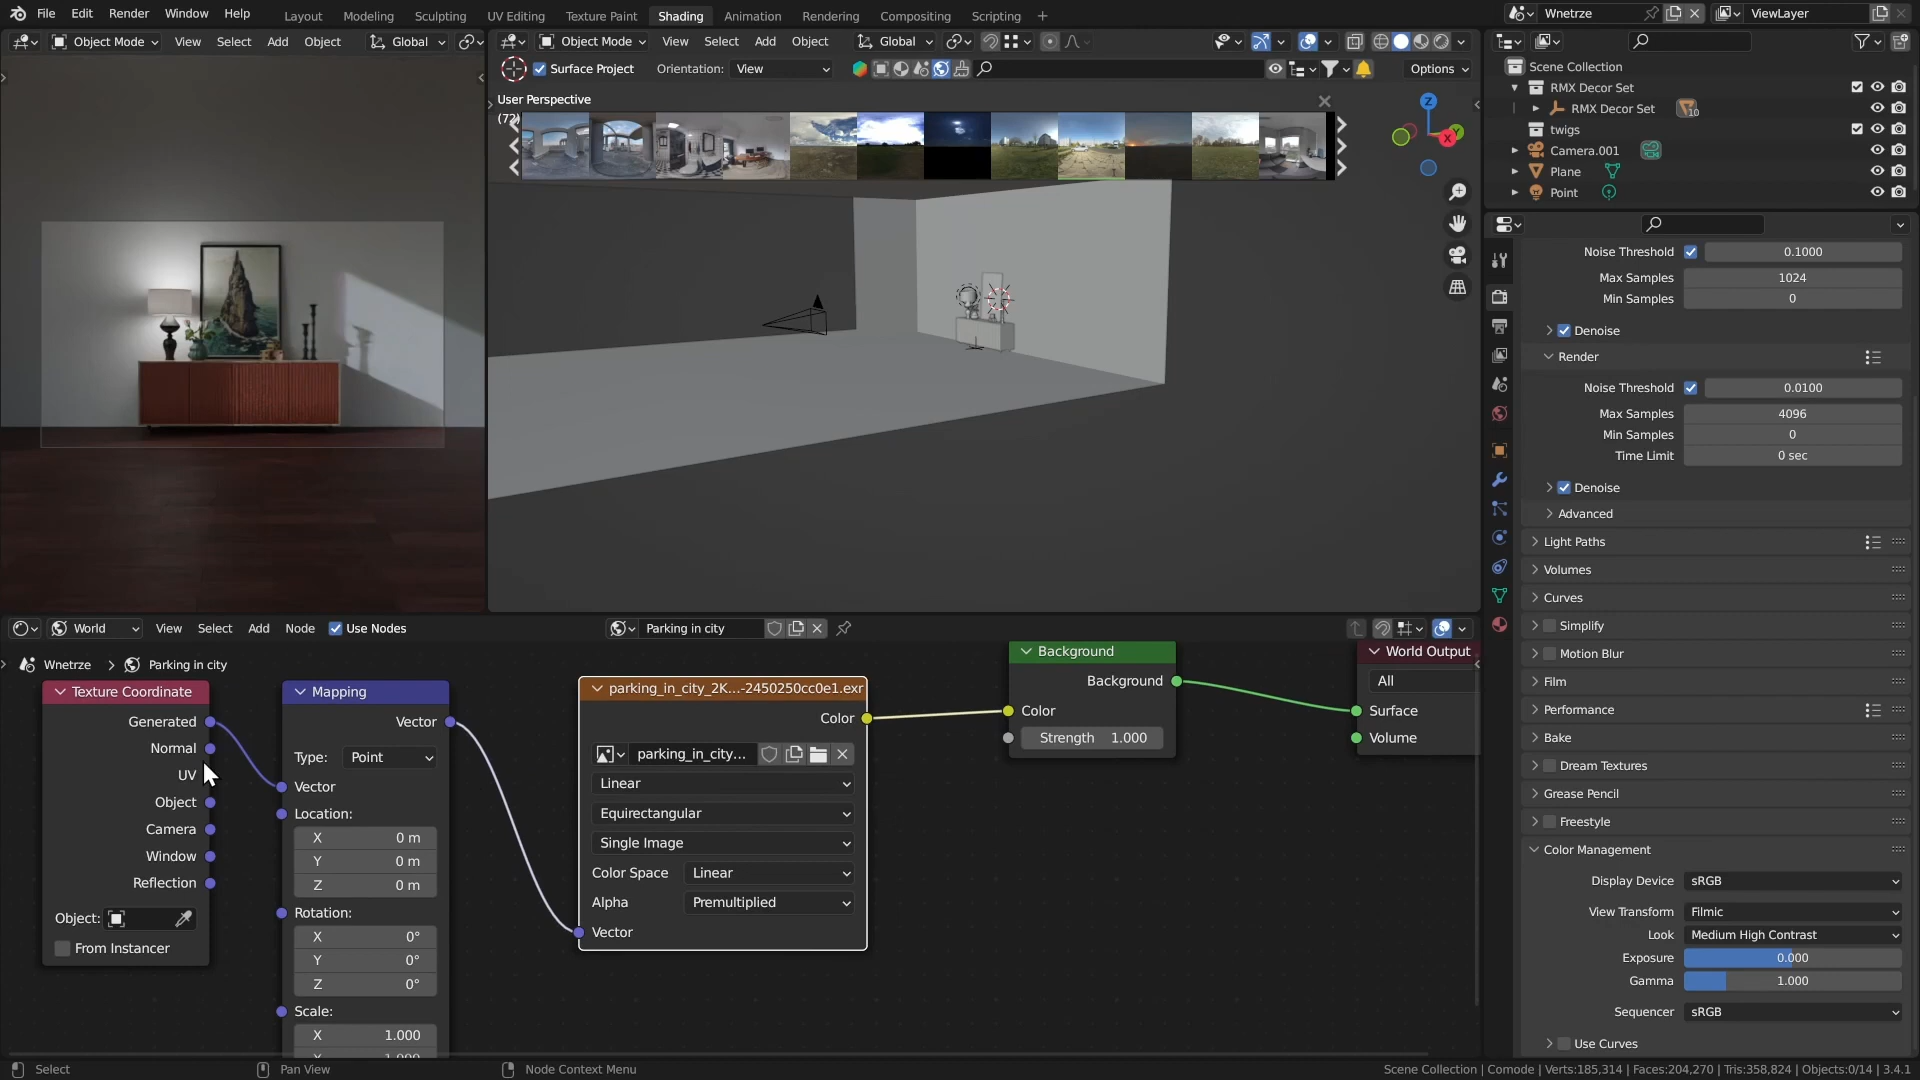 File Edit Render Window Help
Layout Modeling Sculpting UV Editing Texture Paint Shading Animation Rendering Compositing Scripting +
Wnetrze
ViewLayer
Object Mode View Select Add Object Global
Object Mode View Select Add Object Global
Surface Project Orientation: View
Options
User Perspective
(72)
Z
X
Y
Scene Collection
RMX Decor Set
RMX Decor Set
10
twigs
Camera.001
Plane
Point
Noise Threshold 0.1000
Max Samples 1024
Min Samples 0
Denoise
Render
Noise Threshold 0.0100
Max Samples 4096
Min Samples 0
Time Limit 0 sec
Denoise
Advanced
Light Paths
Volumes
Curves
Simplify
Motion Blur
Film
Performance
Bake
Dream Textures
Grease Pencil
Freestyle
Color Management
Display Device sRGB
View Transform Filmic
Look Medium High Contrast
Exposure 0.000
Gamma 1.000
Sequencer sRGB
Use Curves
World View Select Add Node Use Nodes
Parking in city
Wnetrze > Parking in city
Texture Coordinate
Generated
Normal
UV
Object
Camera
Window
Reflection
Object:
From Instancer
Mapping
Vector
Type: Point
Vector
Location:
X 0 m
Y 0 m
Z 0 m
Rotation:
X 0°
Y 0°
Z 0°
Scale:
X 1.000
parking_in_city_2K...-2450250cc0e1.exr
Color
parking_in_city...
Linear
Equirectangular
Single Image
Color Space Linear
Alpha Premultiplied
Vector
Background
Background
Color
Strength 1.000
World Output
All
Surface
Volume
Select
Pan View
Node Context Menu
Scene Collection | Comode | Verts:185,314 | Faces:204,270 | Tris:358,824 | Objects:0/14 | 3.4.1